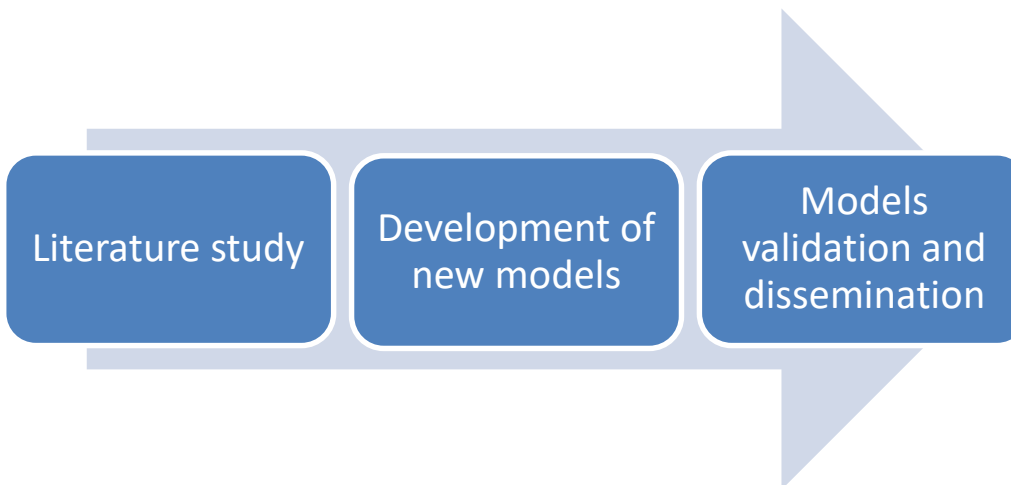 Literature study
Development of
new models
Models
validation and
dissemination